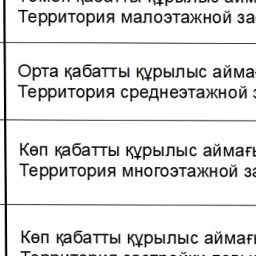 Территория малоэтажной за
Орта қабатты құрылыс айма
Территория среднеэтажной з
Көп қабатты құрылыс аймағы
Территория многоэтажной за
Көп қабатты құрылыс аймағы